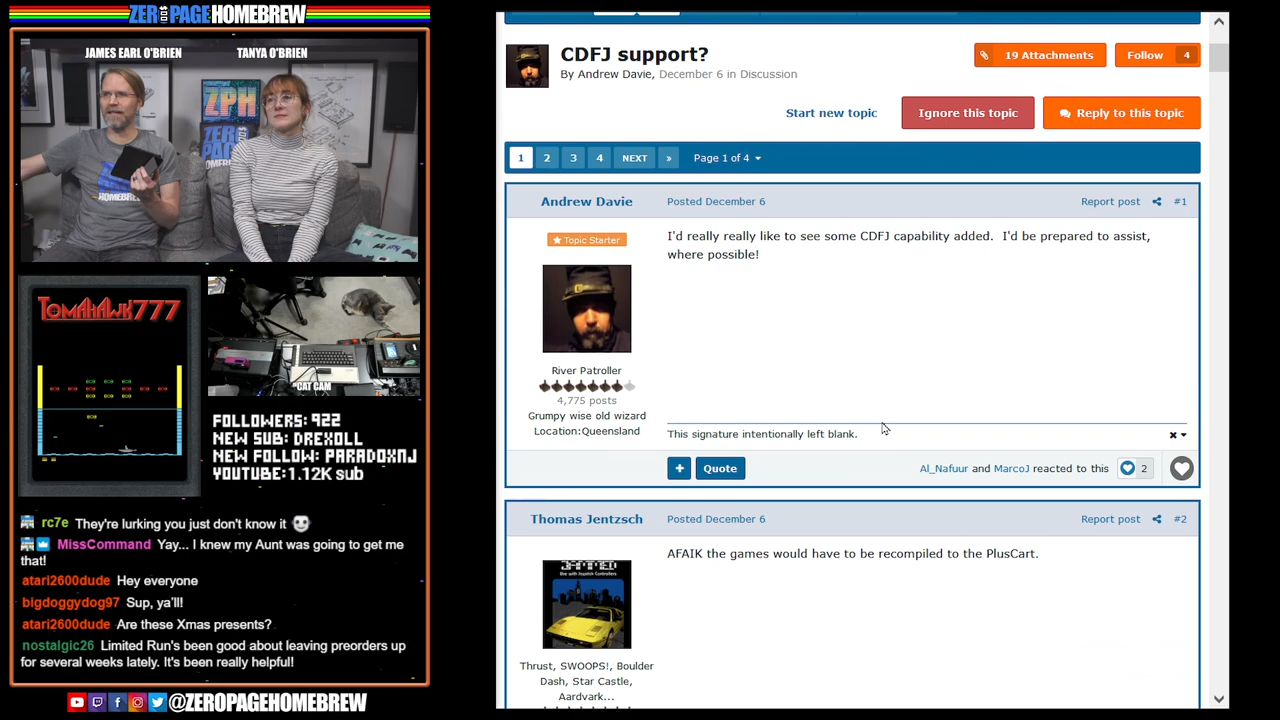 ZEROPAGE HOMEBREW
JAMES EARL O'BRIEN
TANYA O'BRIEN
ZPH
HOMEBREW
TOMAHAWK777
CAT CAM
FOLLOWERS: 922
NEW SUB: DREXOLL
NEW FOLLOW: PARADOXNJ
YOUTUBE: 1.12K sub
rc7e They're lurking you just don't know it
MissCommand Yay... I knew my Aunt was going to get me
that!
atari2600dude Hey everyone
bigdoggydog97 Sup, ya'll!
atari2600dude Are these Xmas presents?
nostalgic26 Limited Run's been good about leaving preorders up
for several weeks lately. It's been really helpful!
@ZEROPAGEHOMEBREW
CDFJ support?
By Andrew Davie, December 6 in Discussion
19 Attachments
Follow 4
Start new topic
Ignore this topic
Reply to this topic
1 2 3 4 NEXT » Page 1 of 4
Andrew Davie
Posted December 6
Report post #1
Topic Starter
I'd really really like to see some CDFJ capability added. I'd be prepared to assist,
where possible!
River Patroller
4,775 posts
Grumpy wise old wizard
Location:Queensland
This signature intentionally left blank.
+ Quote
Al_Nafuur and MarcoJ reacted to this
2
Thomas Jentzsch
Posted December 6
Report post #2
AFAIK the games would have to be recompiled to the PlusCart.
JAMMED
Thrust, SWOOPS!, Boulder
Dash, Star Castle,
Aardvark...